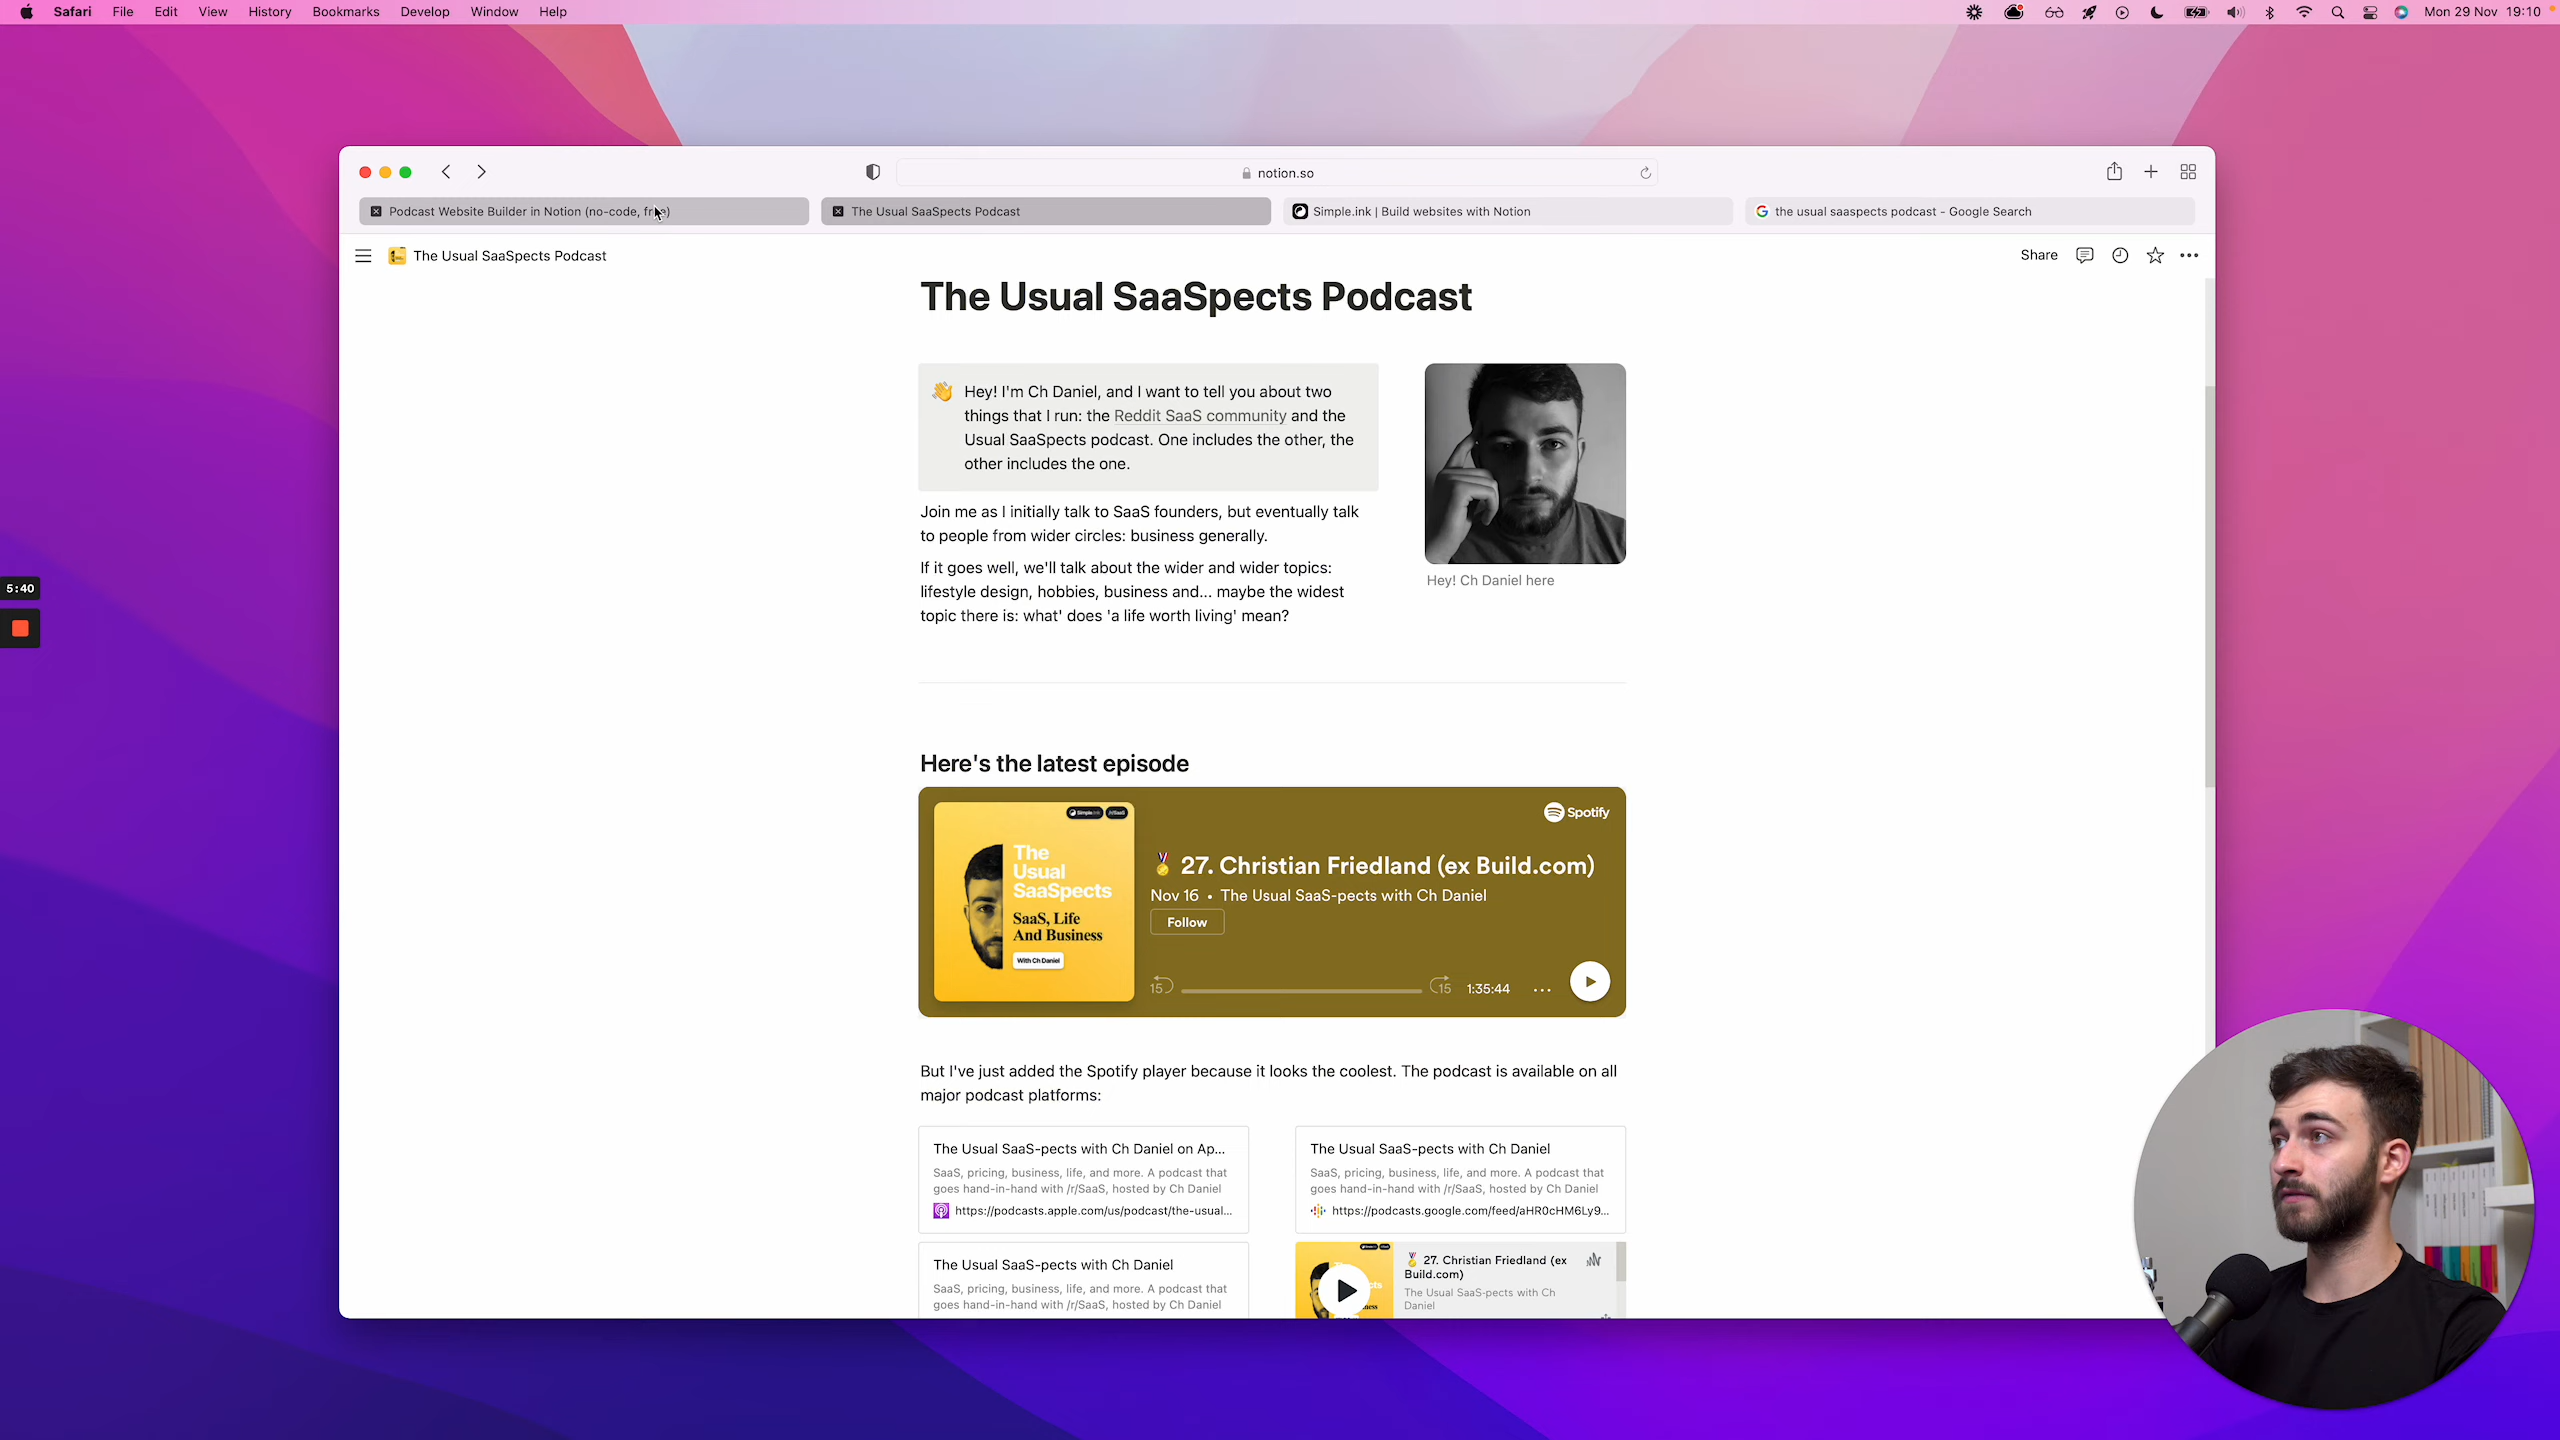 Safari File Edit View History Bookmarks Develop Window Help
Mon 29 Nov 19:10
notion.so
The Usual SaaSpects Podcast
Simple.ink | Build websites with Notion
the usual saaspects podcast - Google Search
The Usual SaaSpects Podcast
Share
The Usual SaaSpects Podcast
Hey! I'm Ch Daniel, and I want to tell you about two
things that I run: the Reddit SaaS community and the
Usual SaaSpects podcast. One includes the other, the
other includes the one.
Join me as I initially talk to SaaS founders, but eventually talk
to people from wider circles: business generally.
If it goes well, we'll talk about the wider and wider topics:
lifestyle design, hobbies, business and... maybe the widest
topic there is: what' does 'a life worth living' mean?
Hey! Ch Daniel here
5:40
Here's the latest episode
Simple.ink
/r/SaaS
The
Usual
SaaSpects
SaaS, Life
And Business
With Ch Daniel
Spotify
27. Christian Friedland (ex Build.com)
Nov 16 • The Usual SaaS-pects with Ch Daniel
Follow
15
15
1:35:44
But I've just added the Spotify player because it looks the coolest. The podcast is available on all
major podcast platforms:
The Usual SaaS-pects with Ch Daniel on Ap...
SaaS, pricing, business, life, and more. A podcast that
goes hand-in-hand with /r/SaaS, hosted by Ch Daniel
https://podcasts.apple.com/us/podcast/the-usual...
The Usual SaaS-pects with Ch Daniel
SaaS, pricing, business, life, and more. A podcast that
goes hand-in-hand with /r/SaaS, hosted by Ch Daniel
https://podcasts.google.com/feed/aHR0cHM6Ly9...
The Usual SaaS-pects with Ch Daniel
SaaS, pricing, business, life, and more. A podcast that
goes hand-in-hand with /r/SaaS, hosted by Ch Daniel
27. Christian Friedland (ex
Build.com)
The Usual SaaS-pects with Ch
Daniel